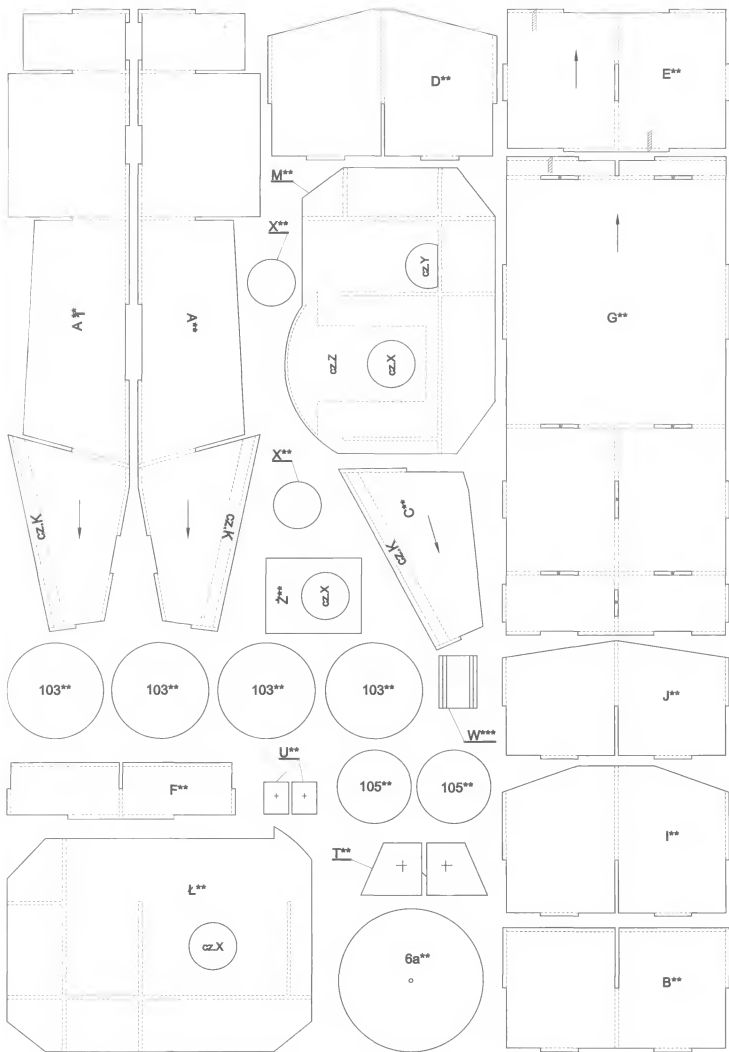 D**
E**
M**
X**
cz.Y
A**
A**
G**
cz.Z
cz.X
X**
cz.K
cz.K
C**
cz.K
Ż**
cz.X
103**
103**
103**
103**
J**
W***
U**
F**
105**
105**
I**
T**
Ł**
cz.X
6a**
B**